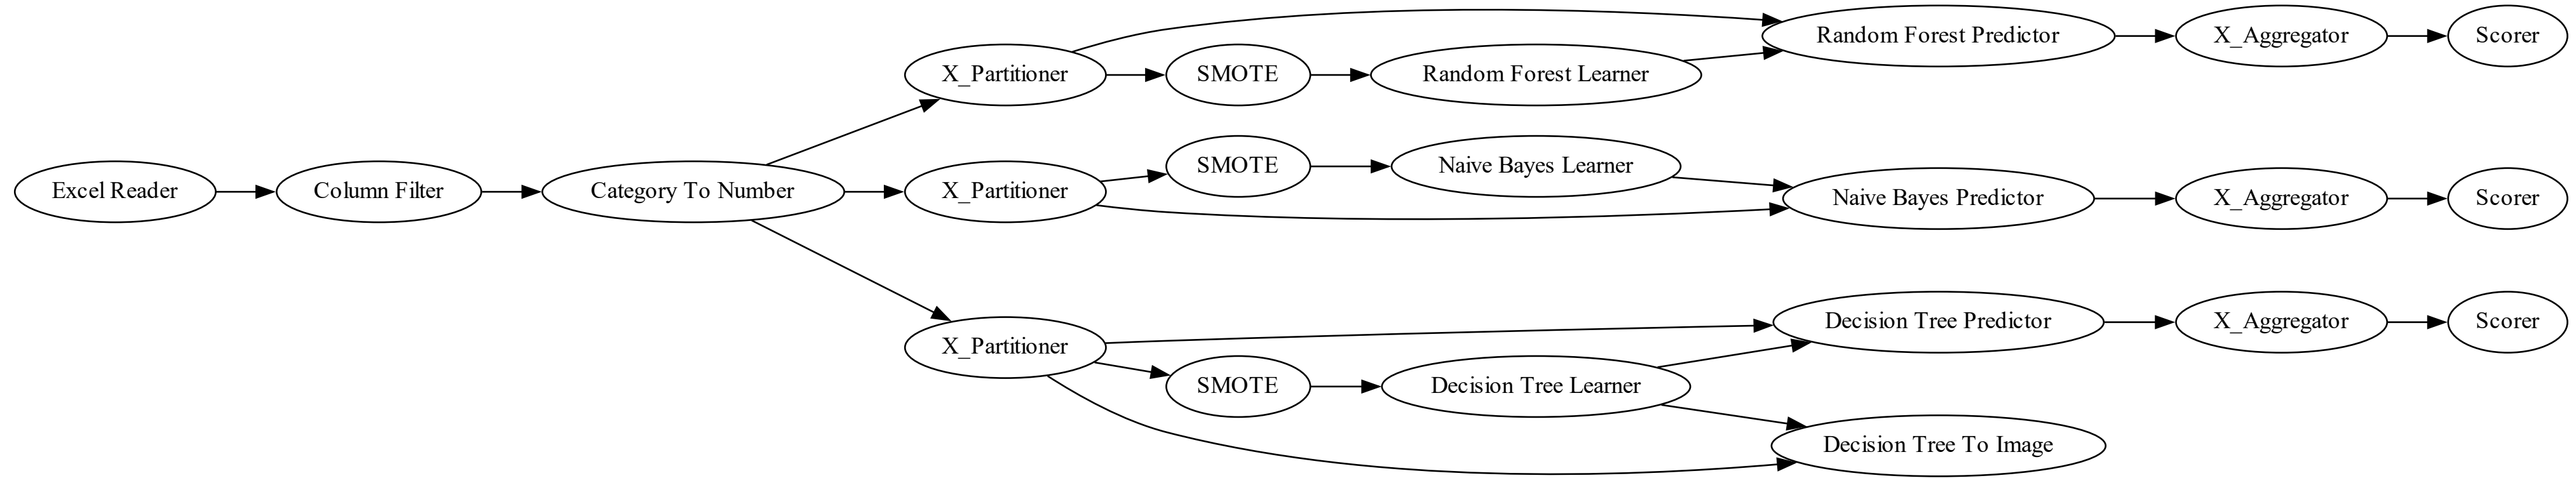 Excel Reader
Column Filter
Category To Number
X_Partitioner
SMOTE
Random Forest Learner
Random Forest Predictor
X_Aggregator
Scorer
X_Partitioner
SMOTE
Naive Bayes Learner
Naive Bayes Predictor
X_Aggregator
Scorer
X_Partitioner
SMOTE
Decision Tree Learner
Decision Tree Predictor
X_Aggregator
Scorer
Decision Tree To Image